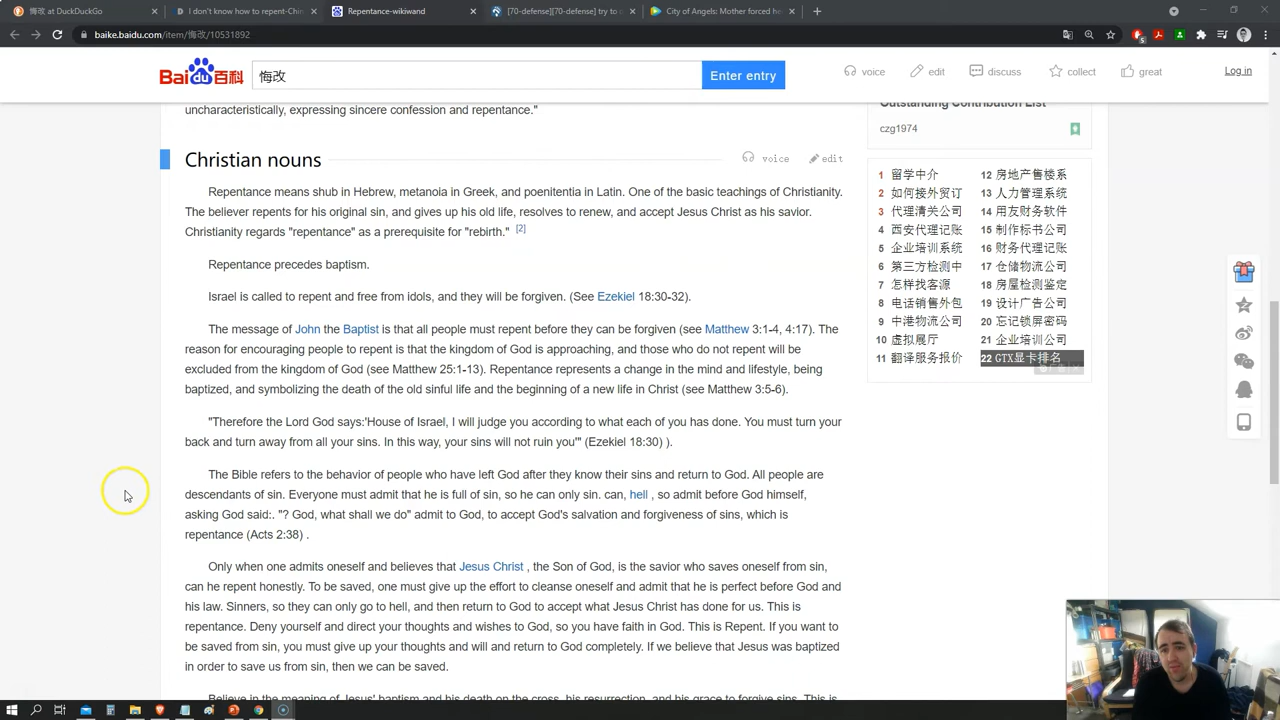 悔改 at DuckDuckGo
I don't know how to repent-Chin
Repentance-wikiwand
[70-defense][70-defense] try to s
City of Angels: Mother forced he
baike.baidu.com/item/悔改/10531892
Bai du 百科
悔改
Enter entry
voice
edit
discuss
collect
great
Log in
uncharacteristically, expressing sincere confession and repentance."
Outstanding Contribution List
czg1974
Christian nouns
voice
edit
Repentance means shub in Hebrew, metanoia in Greek, and poenitentia in Latin. One of the basic teachings of Christianity.
The believer repents for his original sin, and gives up his old life, resolves to renew, and accept Jesus Christ as his savior.
Christianity regards "repentance" as a prerequisite for "rebirth." [2]
Repentance precedes baptism.
Israel is called to repent and free from idols, and they will be forgiven. (See Ezekiel 18:30-32).
The message of John the Baptist is that all people must repent before they can be forgiven (see Matthew 3:1-4, 4:17). The
reason for encouraging people to repent is that the kingdom of God is approaching, and those who do not repent will be
excluded from the kingdom of God (see Matthew 25:1-13). Repentance represents a change in the mind and lifestyle, being
baptized, and symbolizing the death of the old sinful life and the beginning of a new life in Christ (see Matthew 3:5-6).
"Therefore the Lord God says:'House of Israel, I will judge you according to what each of you has done. You must turn your
back and turn away from all your sins. In this way, your sins will not ruin you'" (Ezekiel 18:30) ).
The Bible refers to the behavior of people who have left God after they know their sins and return to God. All people are
descendants of sin. Everyone must admit that he is full of sin, so he can only sin. can, hell , so admit before God himself,
asking God said:. "? God, what shall we do" admit to God, to accept God's salvation and forgiveness of sins, which is
repentance (Acts 2:38) .
Only when one admits oneself and believes that Jesus Christ , the Son of God, is the savior who saves oneself from sin,
can he repent honestly. To be saved, one must give up the effort to cleanse oneself and admit that he is perfect before God and
his law. Sinners, so they can only go to hell, and then return to God to accept what Jesus Christ has done for us. This is
repentance. Deny yourself and direct your thoughts and wishes to God, so you have faith in God. This is Repent. If you want to
be saved from sin, you must give up your thoughts and will and return to God completely. If we believe that Jesus was baptized
in order to save us from sin, then we can be saved.
Believe in the meaning of Jesus' baptism and his death on the cross, his resurrection, and his grace to forgive sins. This is
1 留学中介
2 如何接外贸订
3 代理清关公司
4 西安代理记账
5 企业培训系统
6 第三方检测中
7 怎样找客源
8 电话销售外包
9 中港物流公司
10 虚拟展厅
11 翻译服务报价
12 房地产售楼系
13 人力管理系统
14 用友财务软件
15 制作标书公司
16 财务代理记账
17 仓储物流公司
18 房屋检测鉴定
19 设计广告公司
20 忘记锁屏密码
21 企业培训公司
22 GTX显卡排名